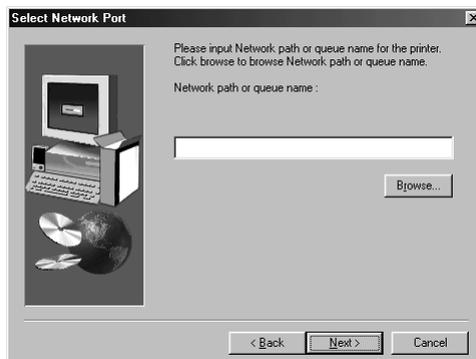 Select Network Port
Please input Network path or queue name for the printer.
Click browse to browse Network path or queue name.
Network path or queue name :
Browse...
< Back
Next >
Cancel